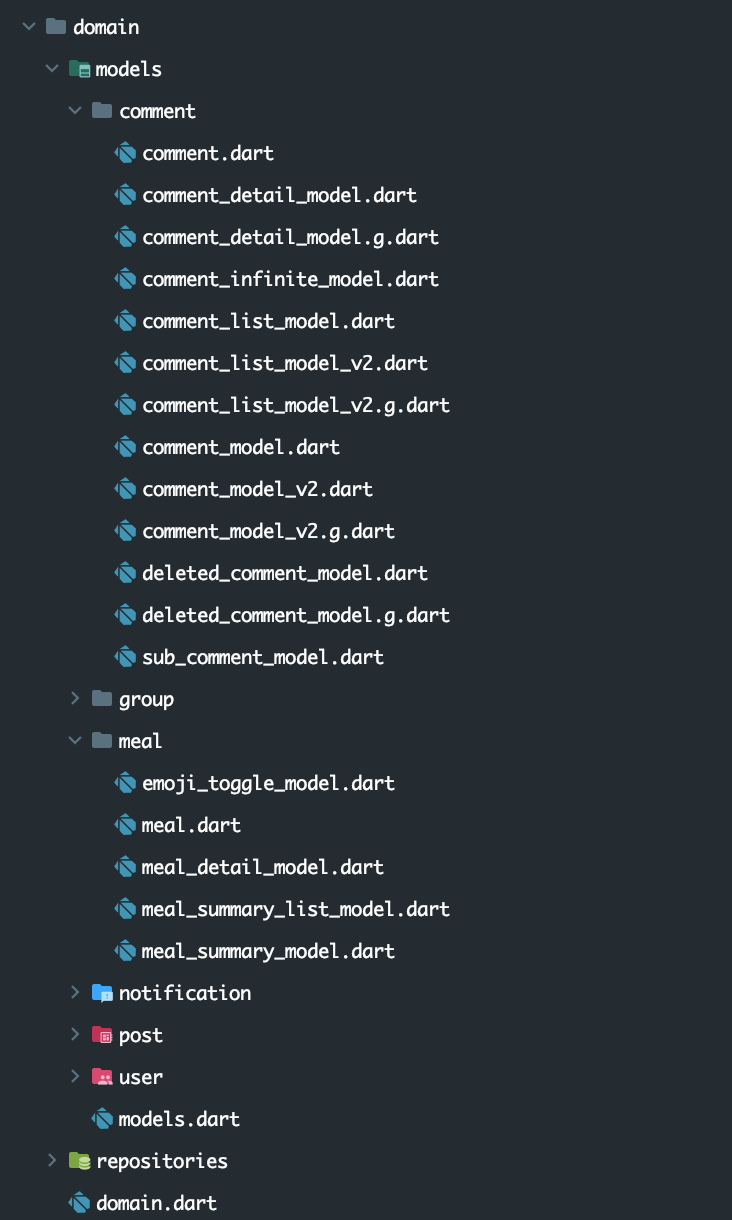 domain
models
comment
comment.dart
comment_detail_model.dart
comment_detail_model.g.dart
comment_infinite_model.dart
comment_list_model.dart
comment_list_model_v2.dart
comment_list_model_v2.g.dart
comment_model.dart
comment_model_v2.dart
comment_model_v2.g.dart
deleted_comment_model.dart
deleted_comment_model.g.dart
sub_comment_model.dart
group
meal
emoji_toggle_model.dart
meal.dart
meal_detail_model.dart
meal_summary_list_model.dart
meal_summary_model.dart
notification
post
user
models.dart
repositories
domain.dart